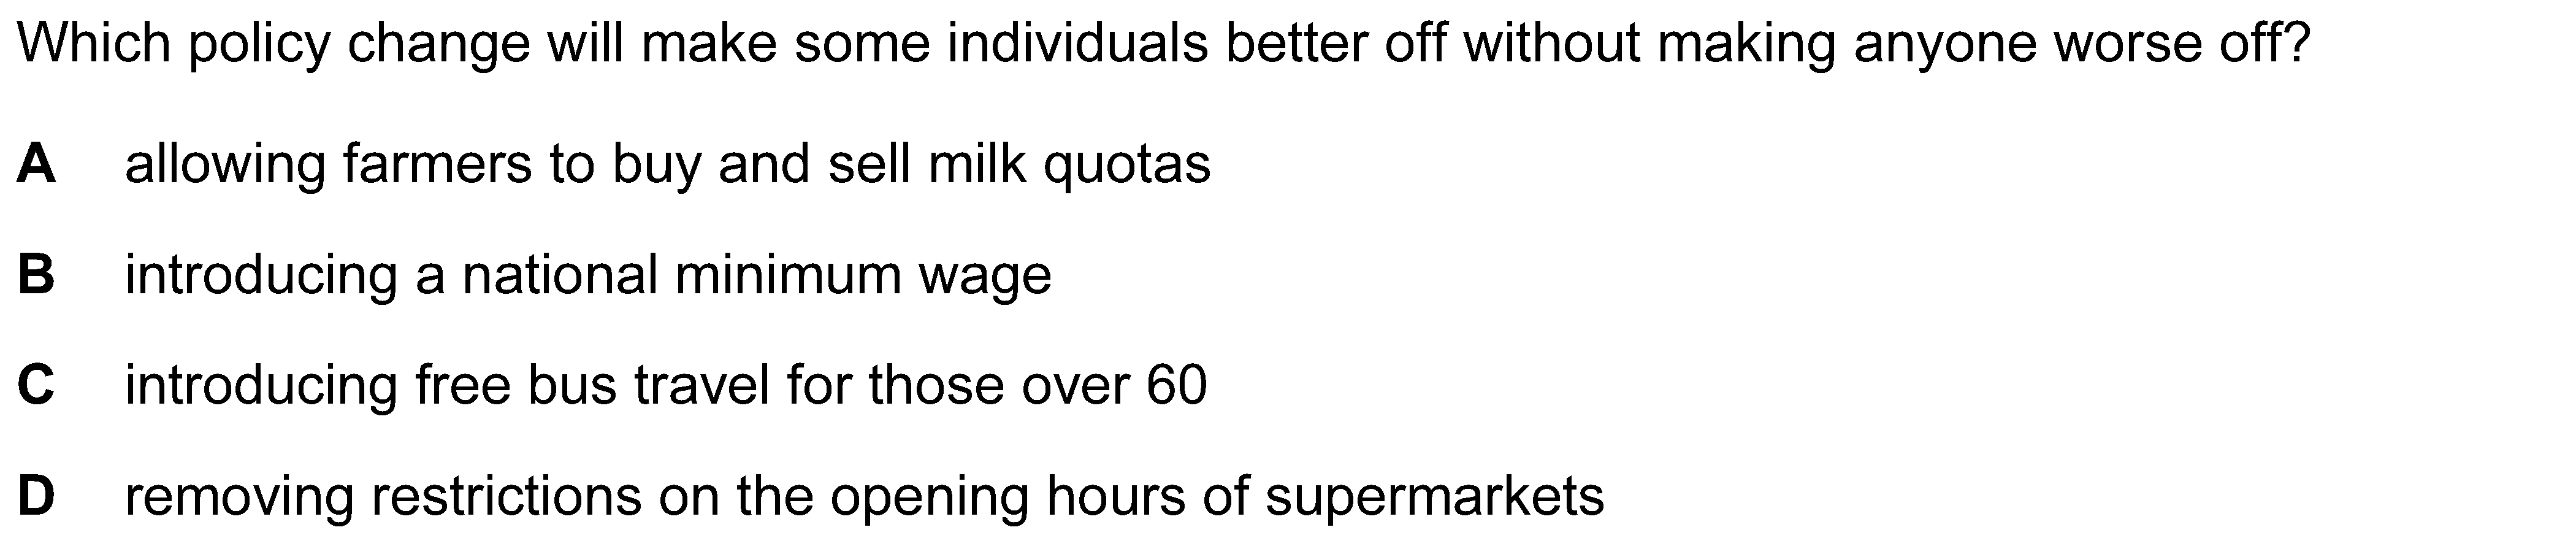 Which policy change will make some individuals better off without making anyone worse off?
A allowing farmers to buy and sell milk quotas
B introducing a national minimum wage
C introducing free bus travel for those over 60
D removing restrictions on the opening hours of supermarkets